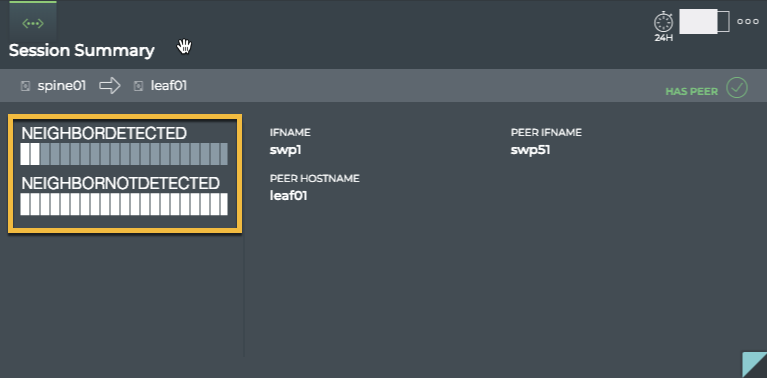 Session Summary
24H
spine01 leaf01
HAS PEER
NEIGHBORDETECTED
NEIGHBORNOTDETECTED
IFNAME
swp1
PEER IFNAME
swp51
PEER HOSTNAME
leaf01